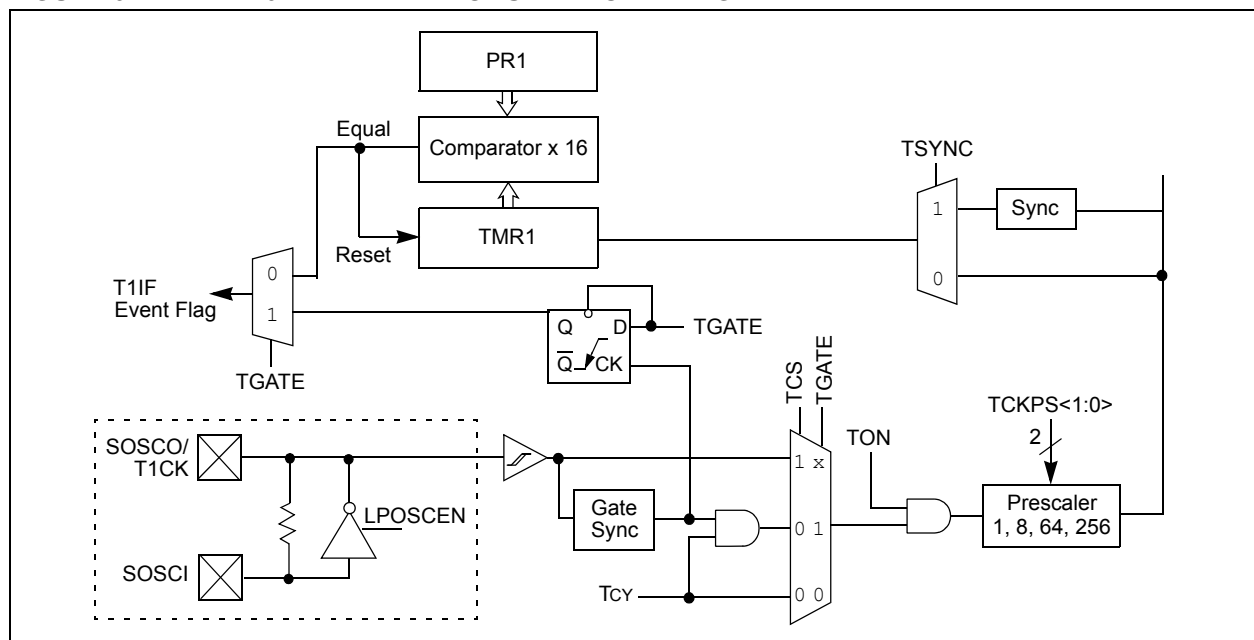 PR1
Equal
Comparator x 16
TSYNC
1
Sync
Reset
TMR1
0
0
T1IF
Event Flag
1
Q
D
TGATE
Q
CK
TGATE
TCS
TGATE
TCKPS<1:0>
2
SOSCO/
T1CK
TON
1 x
LPOSCEN
Gate
Sync
Prescaler
1, 8, 64, 256
0 1
SOSCI
TCY
0 0